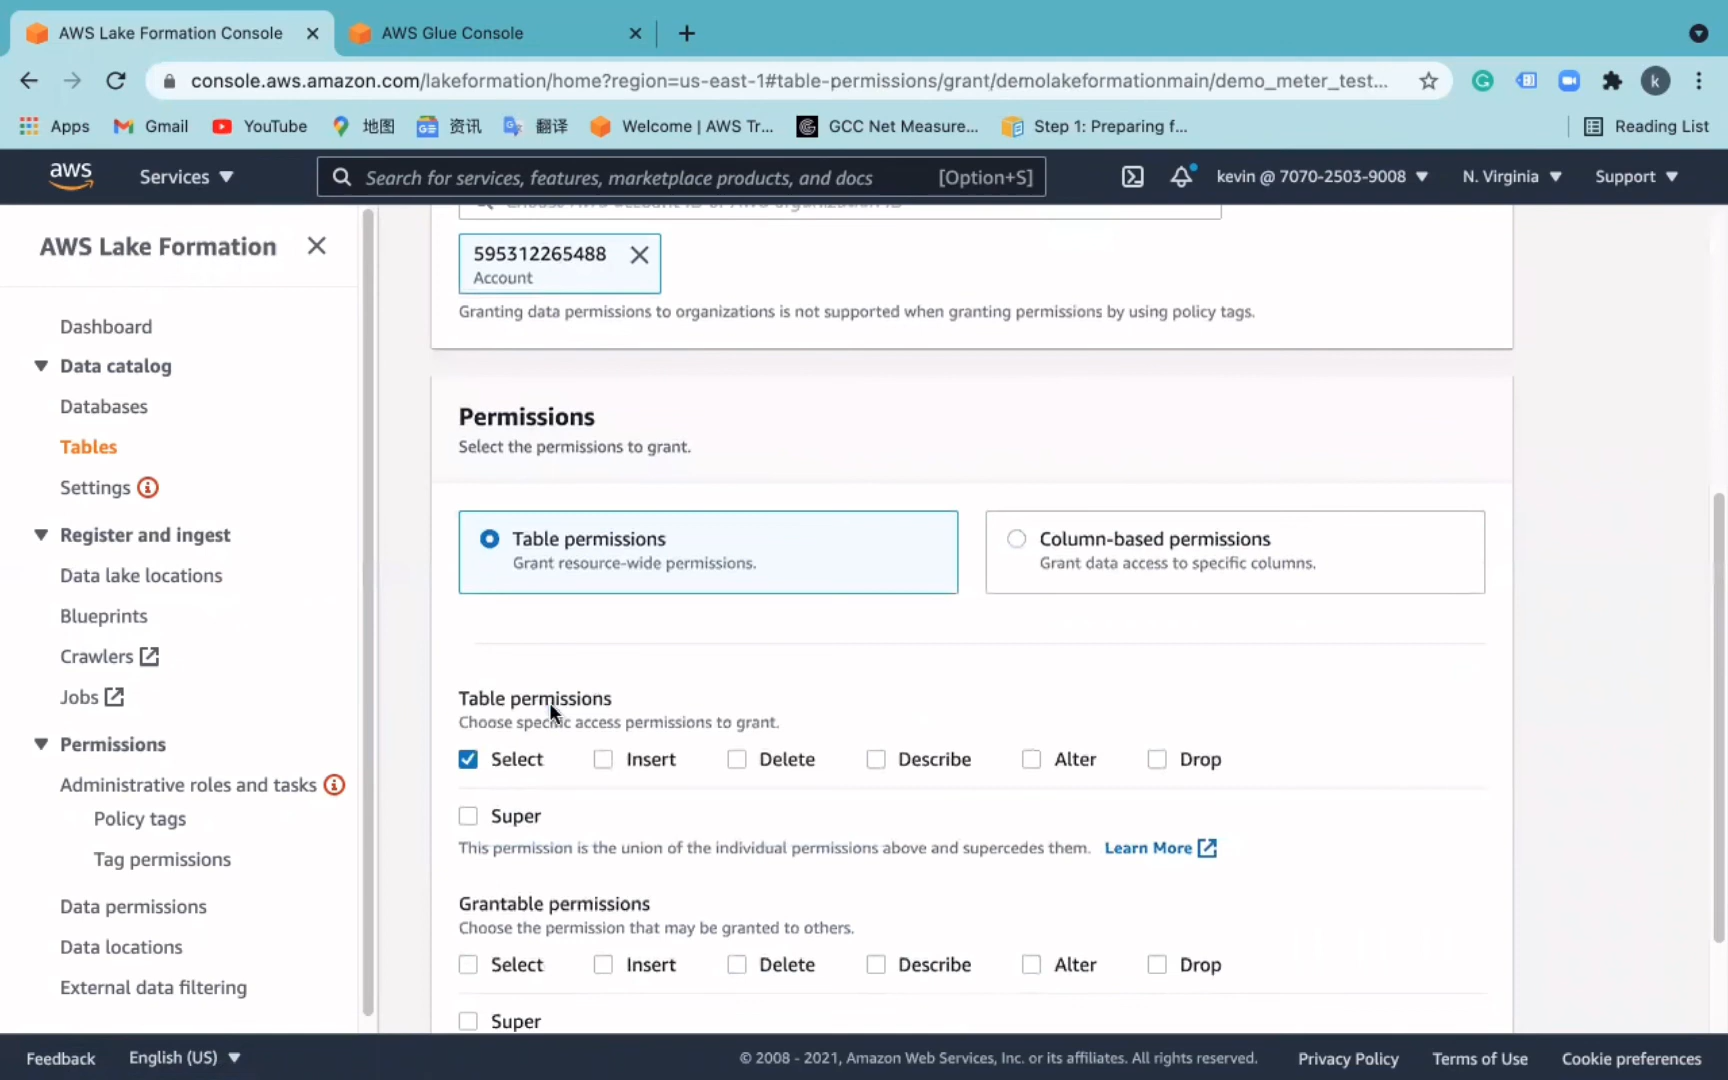 AWS Lake Formation Console
AWS Glue Console
console.aws.amazon.com/lakeformation/home?region=us-east-1#table-permissions/grant/demolakeformationmain/demo_meter_test...
k
Apps
Gmail
YouTube
地图
资讯
翻译
Welcome | AWS Tr...
GCC Net Measure...
Step 1: Preparing f...
Reading List
aws
Services
Search for services, features, marketplace products, and docs
[Option+S]
kevin @ 7070-2503-9008
N. Virginia
Support
AWS Lake Formation
Dashboard
Data catalog
Databases
Tables
Settings
Register and ingest
Data lake locations
Blueprints
Crawlers
Jobs
Permissions
Administrative roles and tasks
Policy tags
Tag permissions
Data permissions
Data locations
External data filtering
595312265488
Account
Granting data permissions to organizations is not supported when granting permissions by using policy tags.
Permissions
Select the permissions to grant.
Table permissions
Grant resource-wide permissions.
Column-based permissions
Grant data access to specific columns.
Table permissions
Choose specific access permissions to grant.
Select Insert Delete Describe Alter Drop
Super
This permission is the union of the individual permissions above and supercedes them. Learn More
Grantable permissions
Choose the permission that may be granted to others.
Select Insert Delete Describe Alter Drop
Super
Feedback
English (US)
© 2008 - 2021, Amazon Web Services, Inc. or its affiliates. All rights reserved.
Privacy Policy
Terms of Use
Cookie preferences